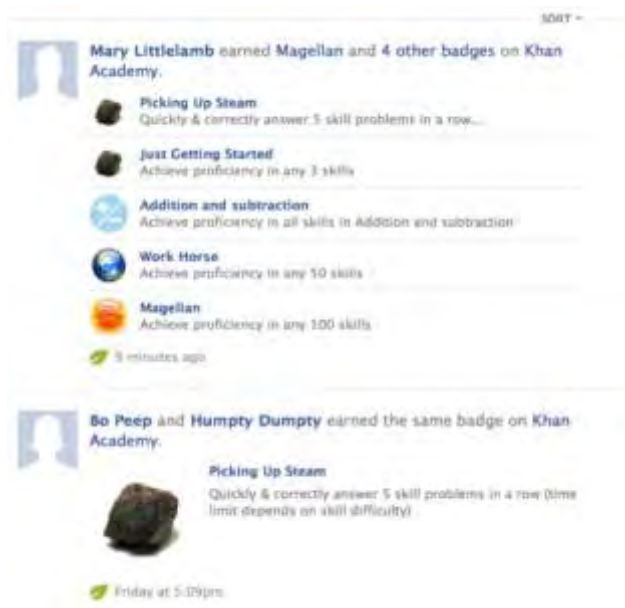 SORT
Mary Littlelamb earned Magellan and 4 other badges on Khan
Academy.
Picking Up Steam
Quickly & correctly answer 5 skill problems in a row...
Just Getting Started
Achieve proficiency in any 3 skills
Addition and subtraction
Achieve proficiency in all skills in Addition and subtraction
Work Horse
Achieve proficiency in any 50 skills
Magellan
Achieve proficiency in any 100 skills
minutes ago
Bo Peep and Humpty Dumpty earned the same badge on Khan
Academy.
Picking Up Steam
Quickly & correctly answer 5 skill problems in a row (time
limit depends on skill difficulty)
Friday at 5:09pm